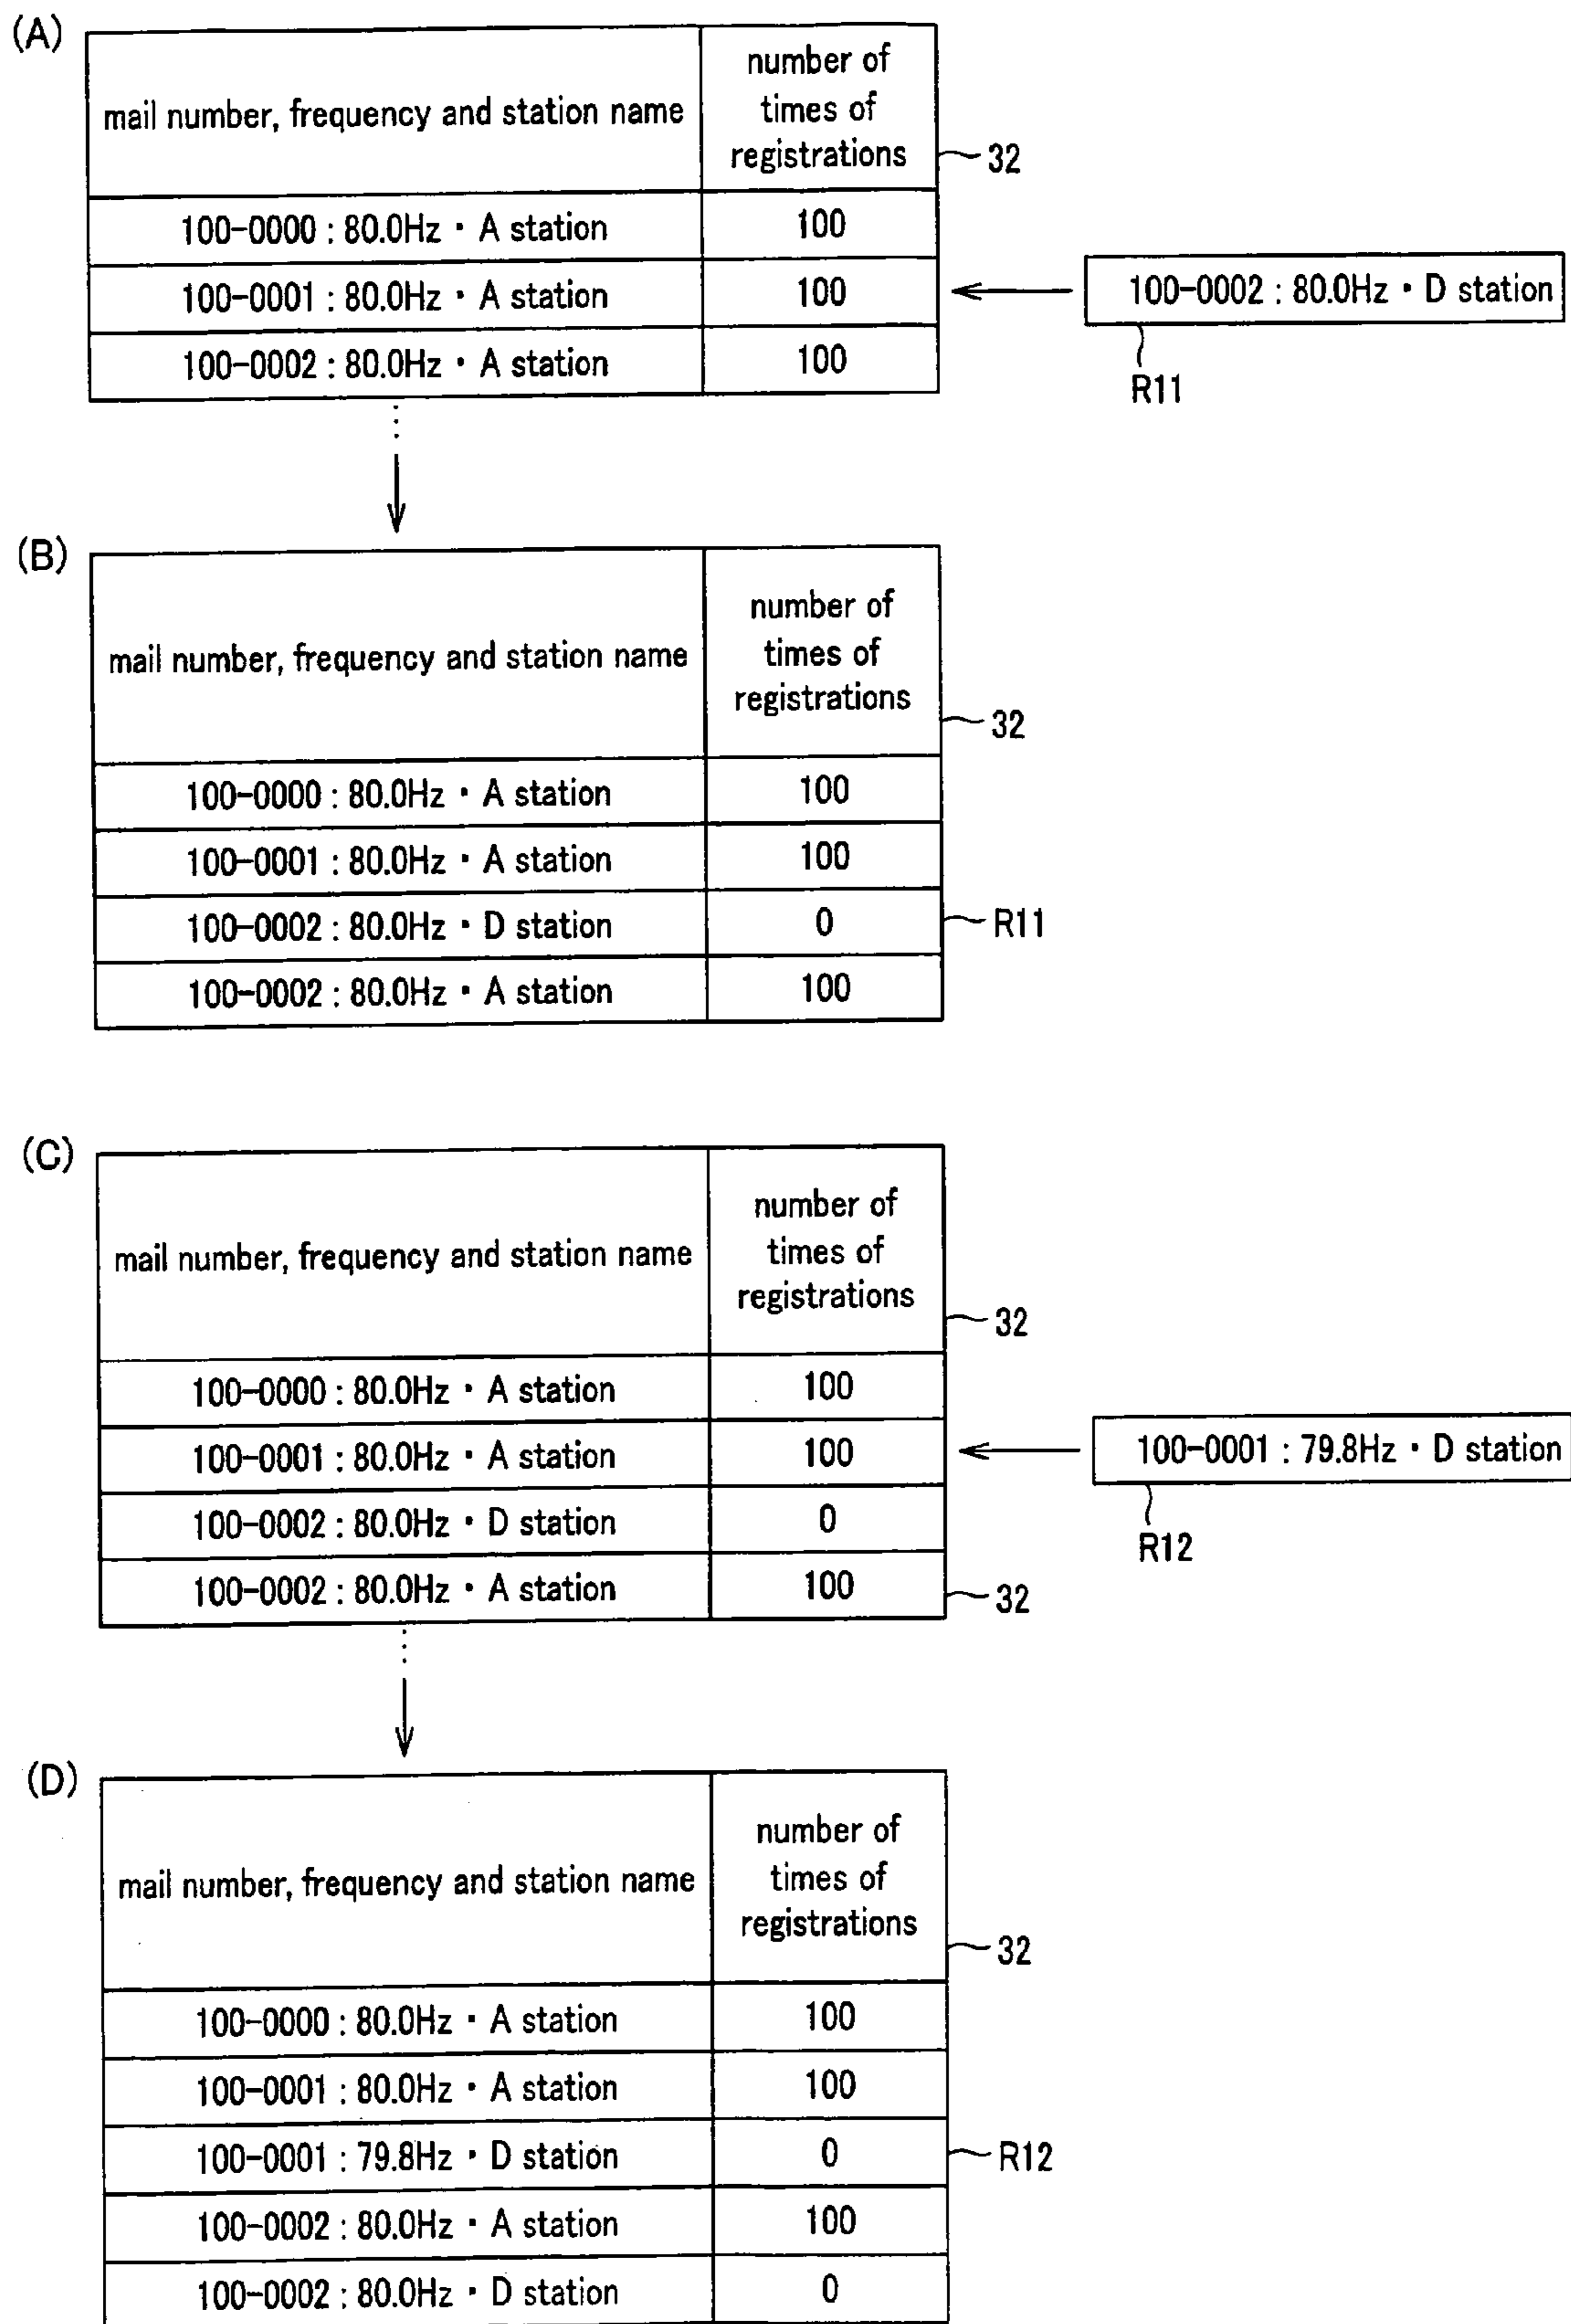 (A)
mail number, frequency and station name
number of
times of
registrations
32
100-0000 : 80.0Hz・A station 100
100-0001 : 80.0Hz・A station 100
100-0002 : 80.0Hz・D station
100-0002 : 80.0Hz・A station 100
R11
(B)
mail number, frequency and station name
number of
times of
registrations
32
100-0000 : 80.0Hz・A station 100
100-0001 : 80.0Hz・A station 100
100-0002 : 80.0Hz・D station 0 R11
100-0002 : 80.0Hz・A station 100
(C)
mail number, frequency and station name
number of
times of
registrations
32
100-0000 : 80.0Hz・A station 100
100-0001 : 80.0Hz・A station 100
100-0001 : 79.8Hz・D station
100-0002 : 80.0Hz・D station 0
R12
100-0002 : 80.0Hz・A station 100 32
(D)
mail number, frequency and station name
number of
times of
registrations
32
100-0000 : 80.0Hz・A station 100
100-0001 : 80.0Hz・A station 100
100-0001 : 79.8Hz・D station 0 R12
100-0002 : 80.0Hz・A station 100
100-0002 : 80.0Hz・D station 0